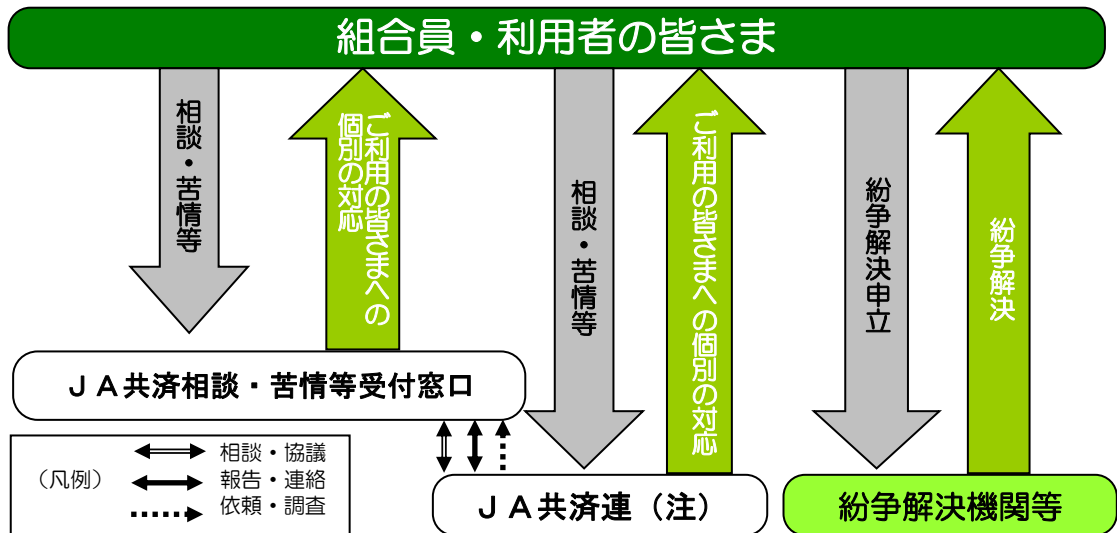 組合員・利用者の皆さま
相談・苦情等
ご利用の皆さまへの
個別の対応
相談・苦情等
ご利用の皆さまへの個別の対応
紛争解決申立
紛争解決
ＪＡ共済相談・苦情等受付窓口
（凡例）
相談・協議
報告・連絡
依頼・調査
ＪＡ共済連（注）
紛争解決機関等